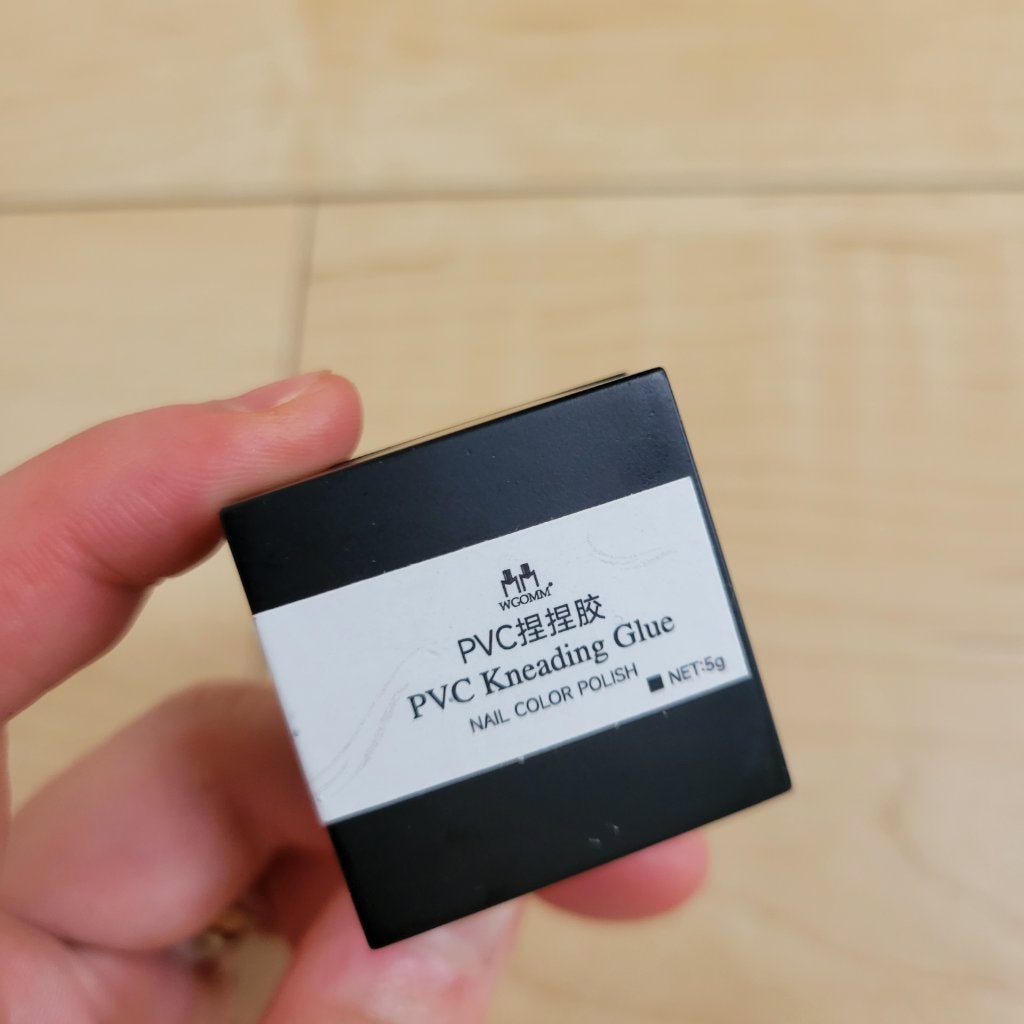 WGOMM
PVC捏捏胶
PVC Kneading Glue
NAIL COLOR POLISH
NET:5g